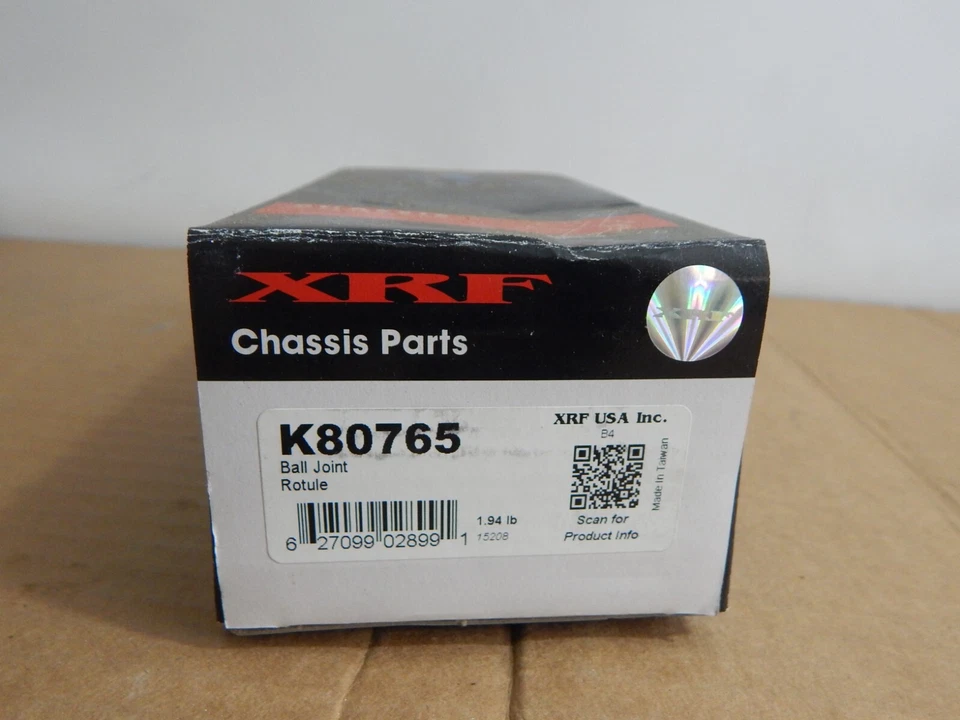 XRF
Chassis Parts
XRF
K80765
Ball Joint
Rotule
6 27099 02899 1
1.94 lb
15208
XRF USA Inc.
B4
Made In Taiwan
Scan for
Product Info